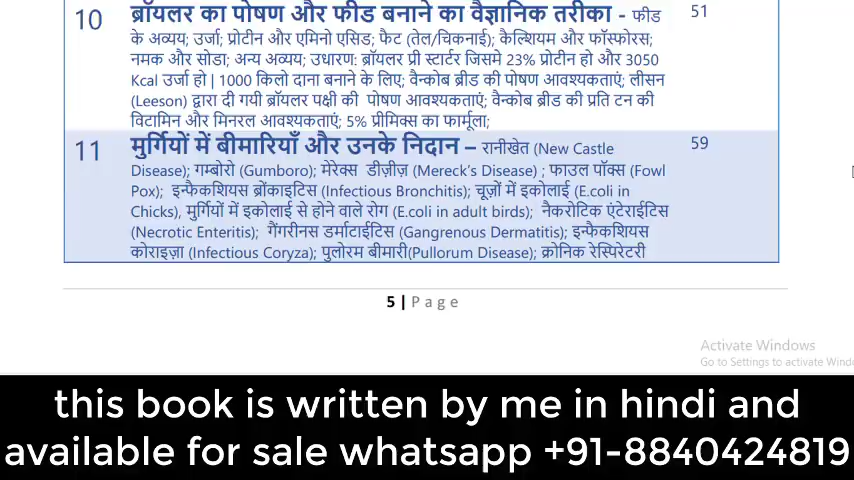 10 ब्रॉयलर का पोषण और फीड बनाने का वैज्ञानिक तरीका - फीड 51
के अव्यय; उर्जा; प्रोटीन और एमिनो एसिड; फैट (तेल/चिकनाई); कैल्शियम और फॉस्फोरस;
नमक और सोडा; अन्य अव्यय; उधारण: ब्रॉयलर प्री स्टार्टर जिसमे 23% प्रोटीन हो और 3050
Kcal उर्जा हो | 1000 किलो दाना बनाने के लिए; वैन्कोब ब्रीड की पोषण आवश्यकताएं; लीसन
(Leeson) द्वारा दी गयी ब्रॉयलर पक्षी की पोषण आवश्यकताएं; वैन्कोब ब्रीड की प्रति टन की
विटामिन और मिनरल आवश्यकताएं; 5% प्रीमिक्स का फार्मूला;
11 मुर्गियों में बीमारियाँ और उनके निदान – रानीखेत (New Castle 59
Disease); गम्बोरो (Gumboro); मेरेक्स डीज़ीज़ (Mereck's Disease) ; फाउल पॉक्स (Fowl
Pox); इन्फैकशियस ब्रोंकाइटिस (Infectious Bronchitis); चूज़ों में इकोलाई (E.coli in
Chicks), मुर्गियों में इकोलाई से होने वाले रोग (E.coli in adult birds); नैकरोटिक एंटेराईटिस
(Necrotic Enteritis); गैंगरीनस डर्माटाईटिस (Gangrenous Dermatitis); इन्फैकशियस
कोराइज़ा (Infectious Coryza); पुलोरम बीमारी(Pullorum Disease); क्रोनिक रेस्पिरेटरी
5 | Page
Activate Windows
Go to Settings to activate Wind
this book is written by me in hindi and
available for sale whatsapp +91-8840424819